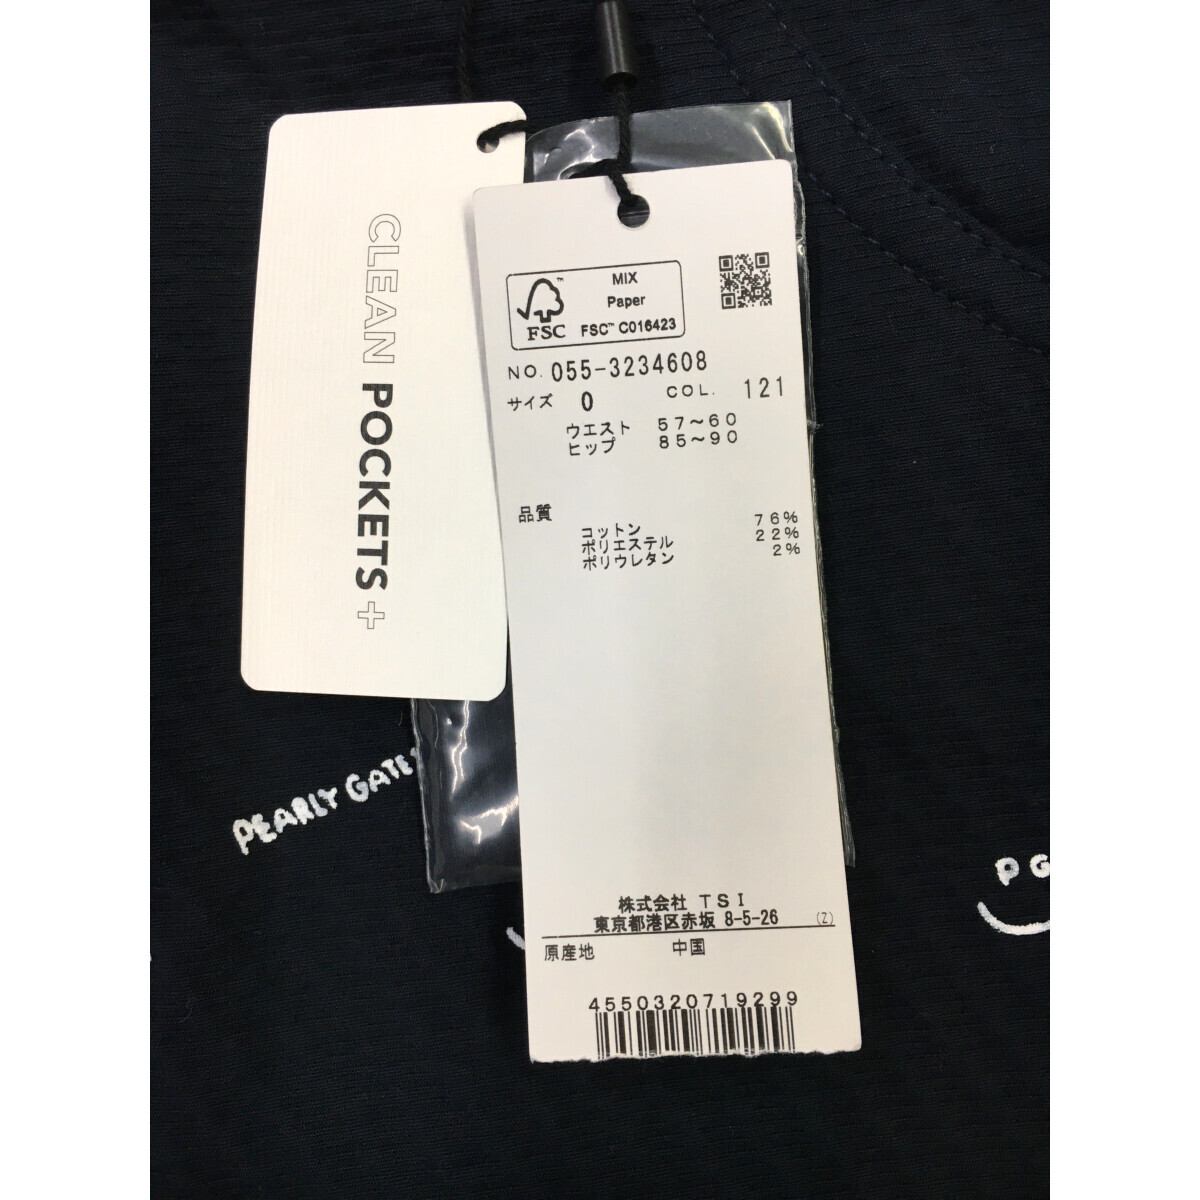 CLEAN POCKETS +
FSC™
MIX
Paper
FSC™ C016423
NO. 055-3234608
サイズ 0 COL. 121
ウエスト 57～60
ヒップ 85～90
品質
コットン 76%
ポリエステル 22%
ポリウレタン 2%
株式会社 TSI
東京都港区赤坂 8-5-26 (Z)
原産地 中国
4550320719299
PEARLY GATES
P G